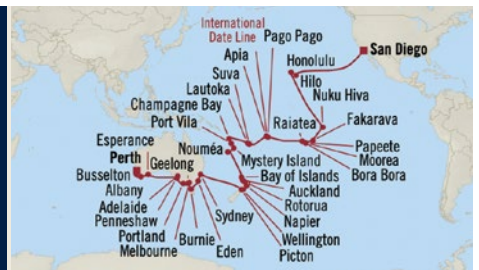 International
Date Line
Pago Pago
Apia
Suva
Lautoka
Champagne Bay
Port Vila
Honolulu
San Diego
Hilo
Nuku Hiva
Raiatea
Fakarava
Papeete
Moorea
Bora Bora
Esperance
Perth
Geelong
Nouméa
Mystery Island
Bay of Islands
Auckland
Rotorua
Napier
Wellington
Picton
Busselton
Albany
Adelaide
Penneshaw
Portland
Melbourne
Burnie
Eden
Sydney